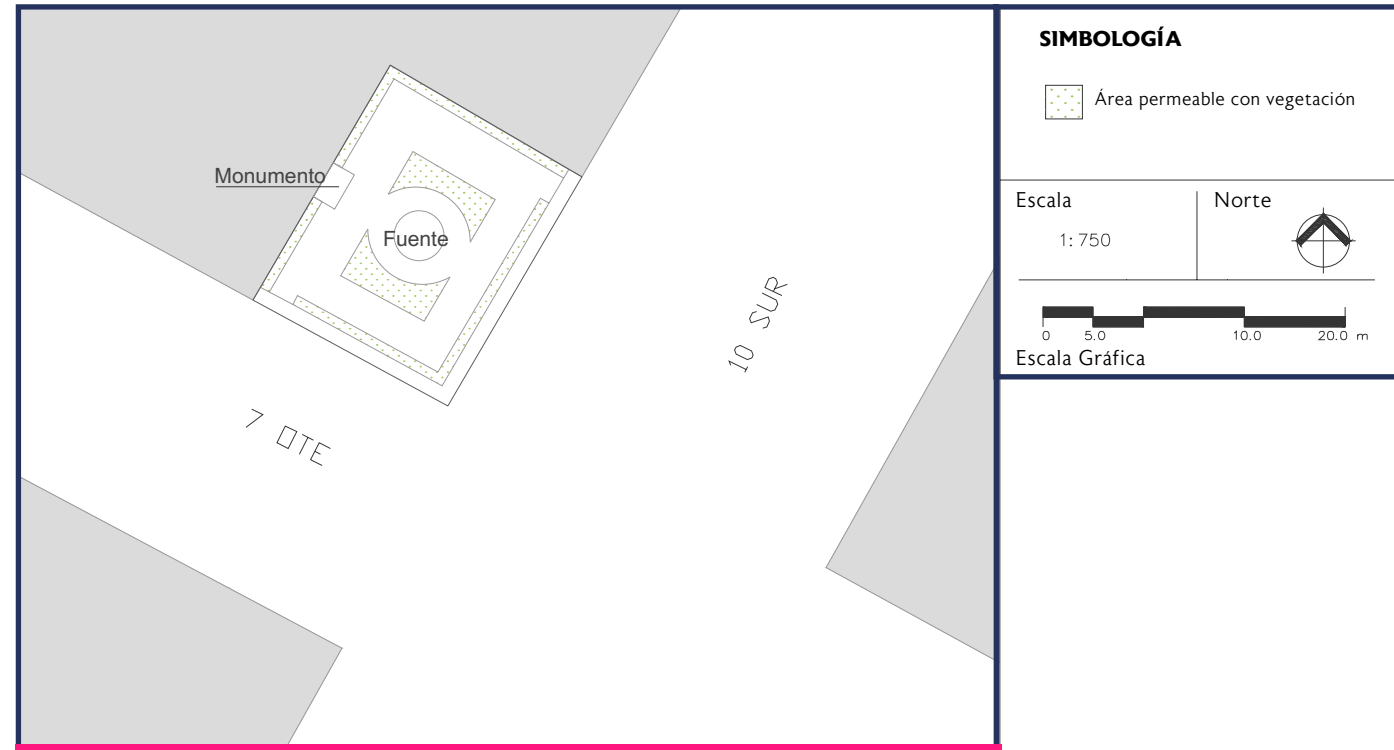 Monumento
Fuente
10 SUR
7 OTE
SIMBOLOGÍA
Área permeable con vegetación
Escala
1:750
Norte
0 5.0 10.0 20.0 m
Escala Gráfica